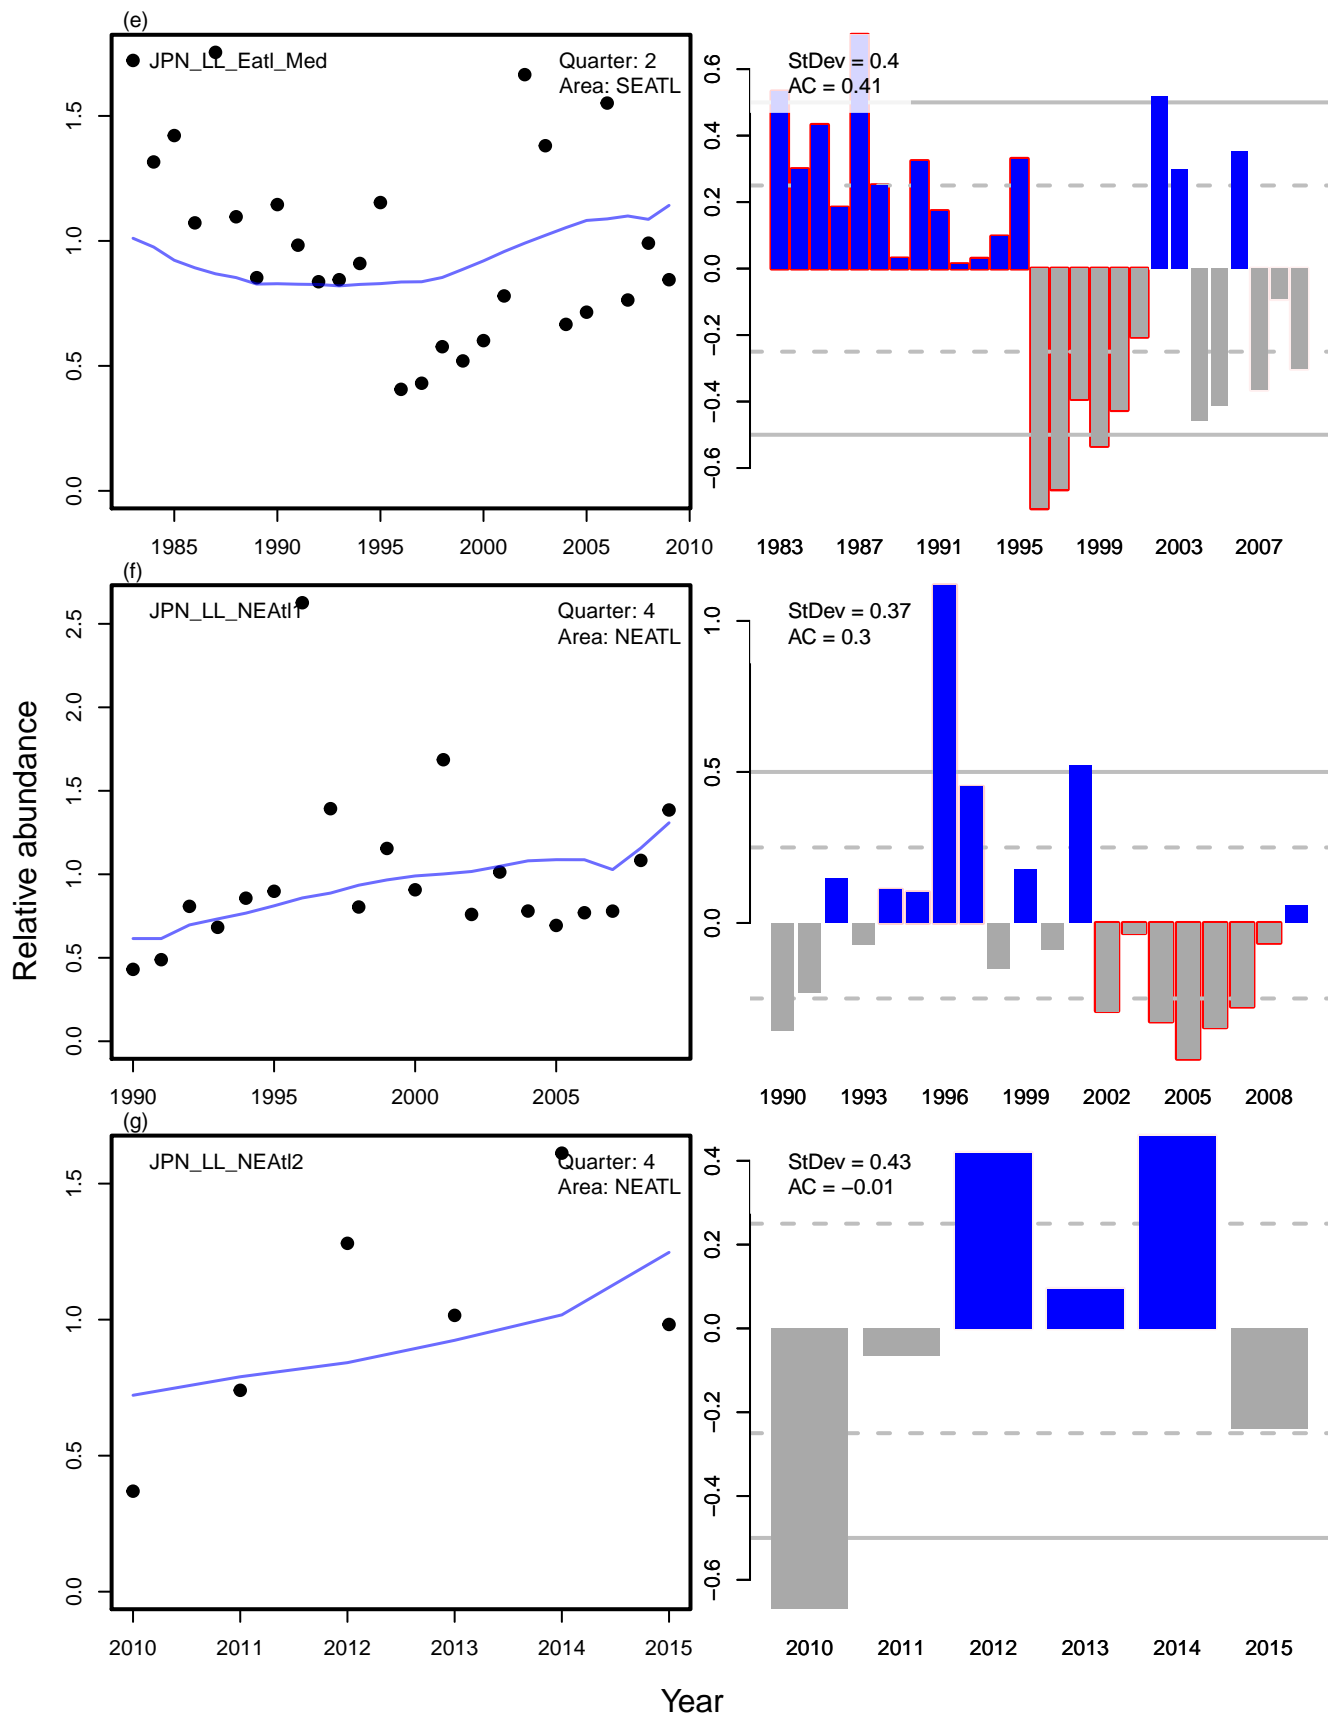 (e)
JPN_LL_Eatl_Med
Quarter: 2
Area: SEATL
0.0 0.5 1.0 1.5
1985 1990 1995 2000 2005 2010
StDev = 0.4
AC = 0.41
−0.6 −0.4 −0.2 0.0 0.2 0.4 0.6
1983 1987 1991 1995 1999 2003 2007
(f)
JPN_LL_NEAtl1
Quarter: 4
Area: NEATL
0.0 0.5 1.0 1.5 2.0 2.5
1990 1995 2000 2005
StDev = 0.37
AC = 0.3
0.0 0.5 1.0
1990 1993 1996 1999 2002 2005 2008
Relative abundance
(g)
JPN_LL_NEAtl2
Quarter: 4
Area: NEATL
0.0 0.5 1.0 1.5
2010 2011 2012 2013 2014 2015
StDev = 0.43
AC = −0.01
−0.6 −0.4 −0.2 0.0 0.2 0.4
2010 2011 2012 2013 2014 2015
Year